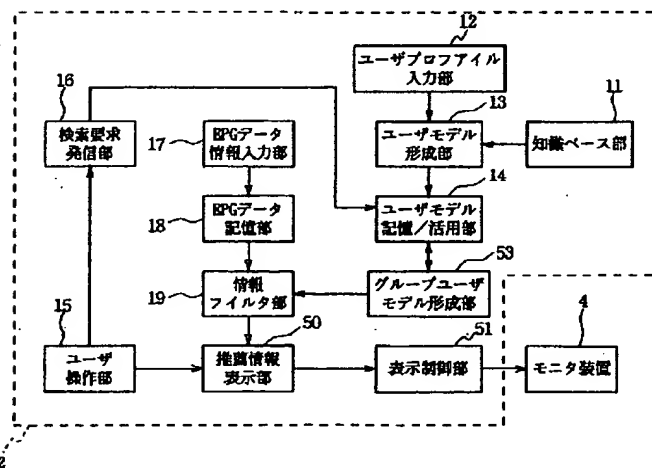 12
ユーザプロファイル
入力部
16
検索要求
発信部
17
EPGデータ
情報入力部
13
ユーザモデル
形成部
11
知識ベース部
18
EPGデータ
記憶部
14
ユーザモデル
記憶/活用部
19
情報
フィルタ部
53
グループユーザ
モデル形成部
15
ユーザ
操作部
50
推薦情報
表示部
51
表示制御部
4
モニタ装置
2